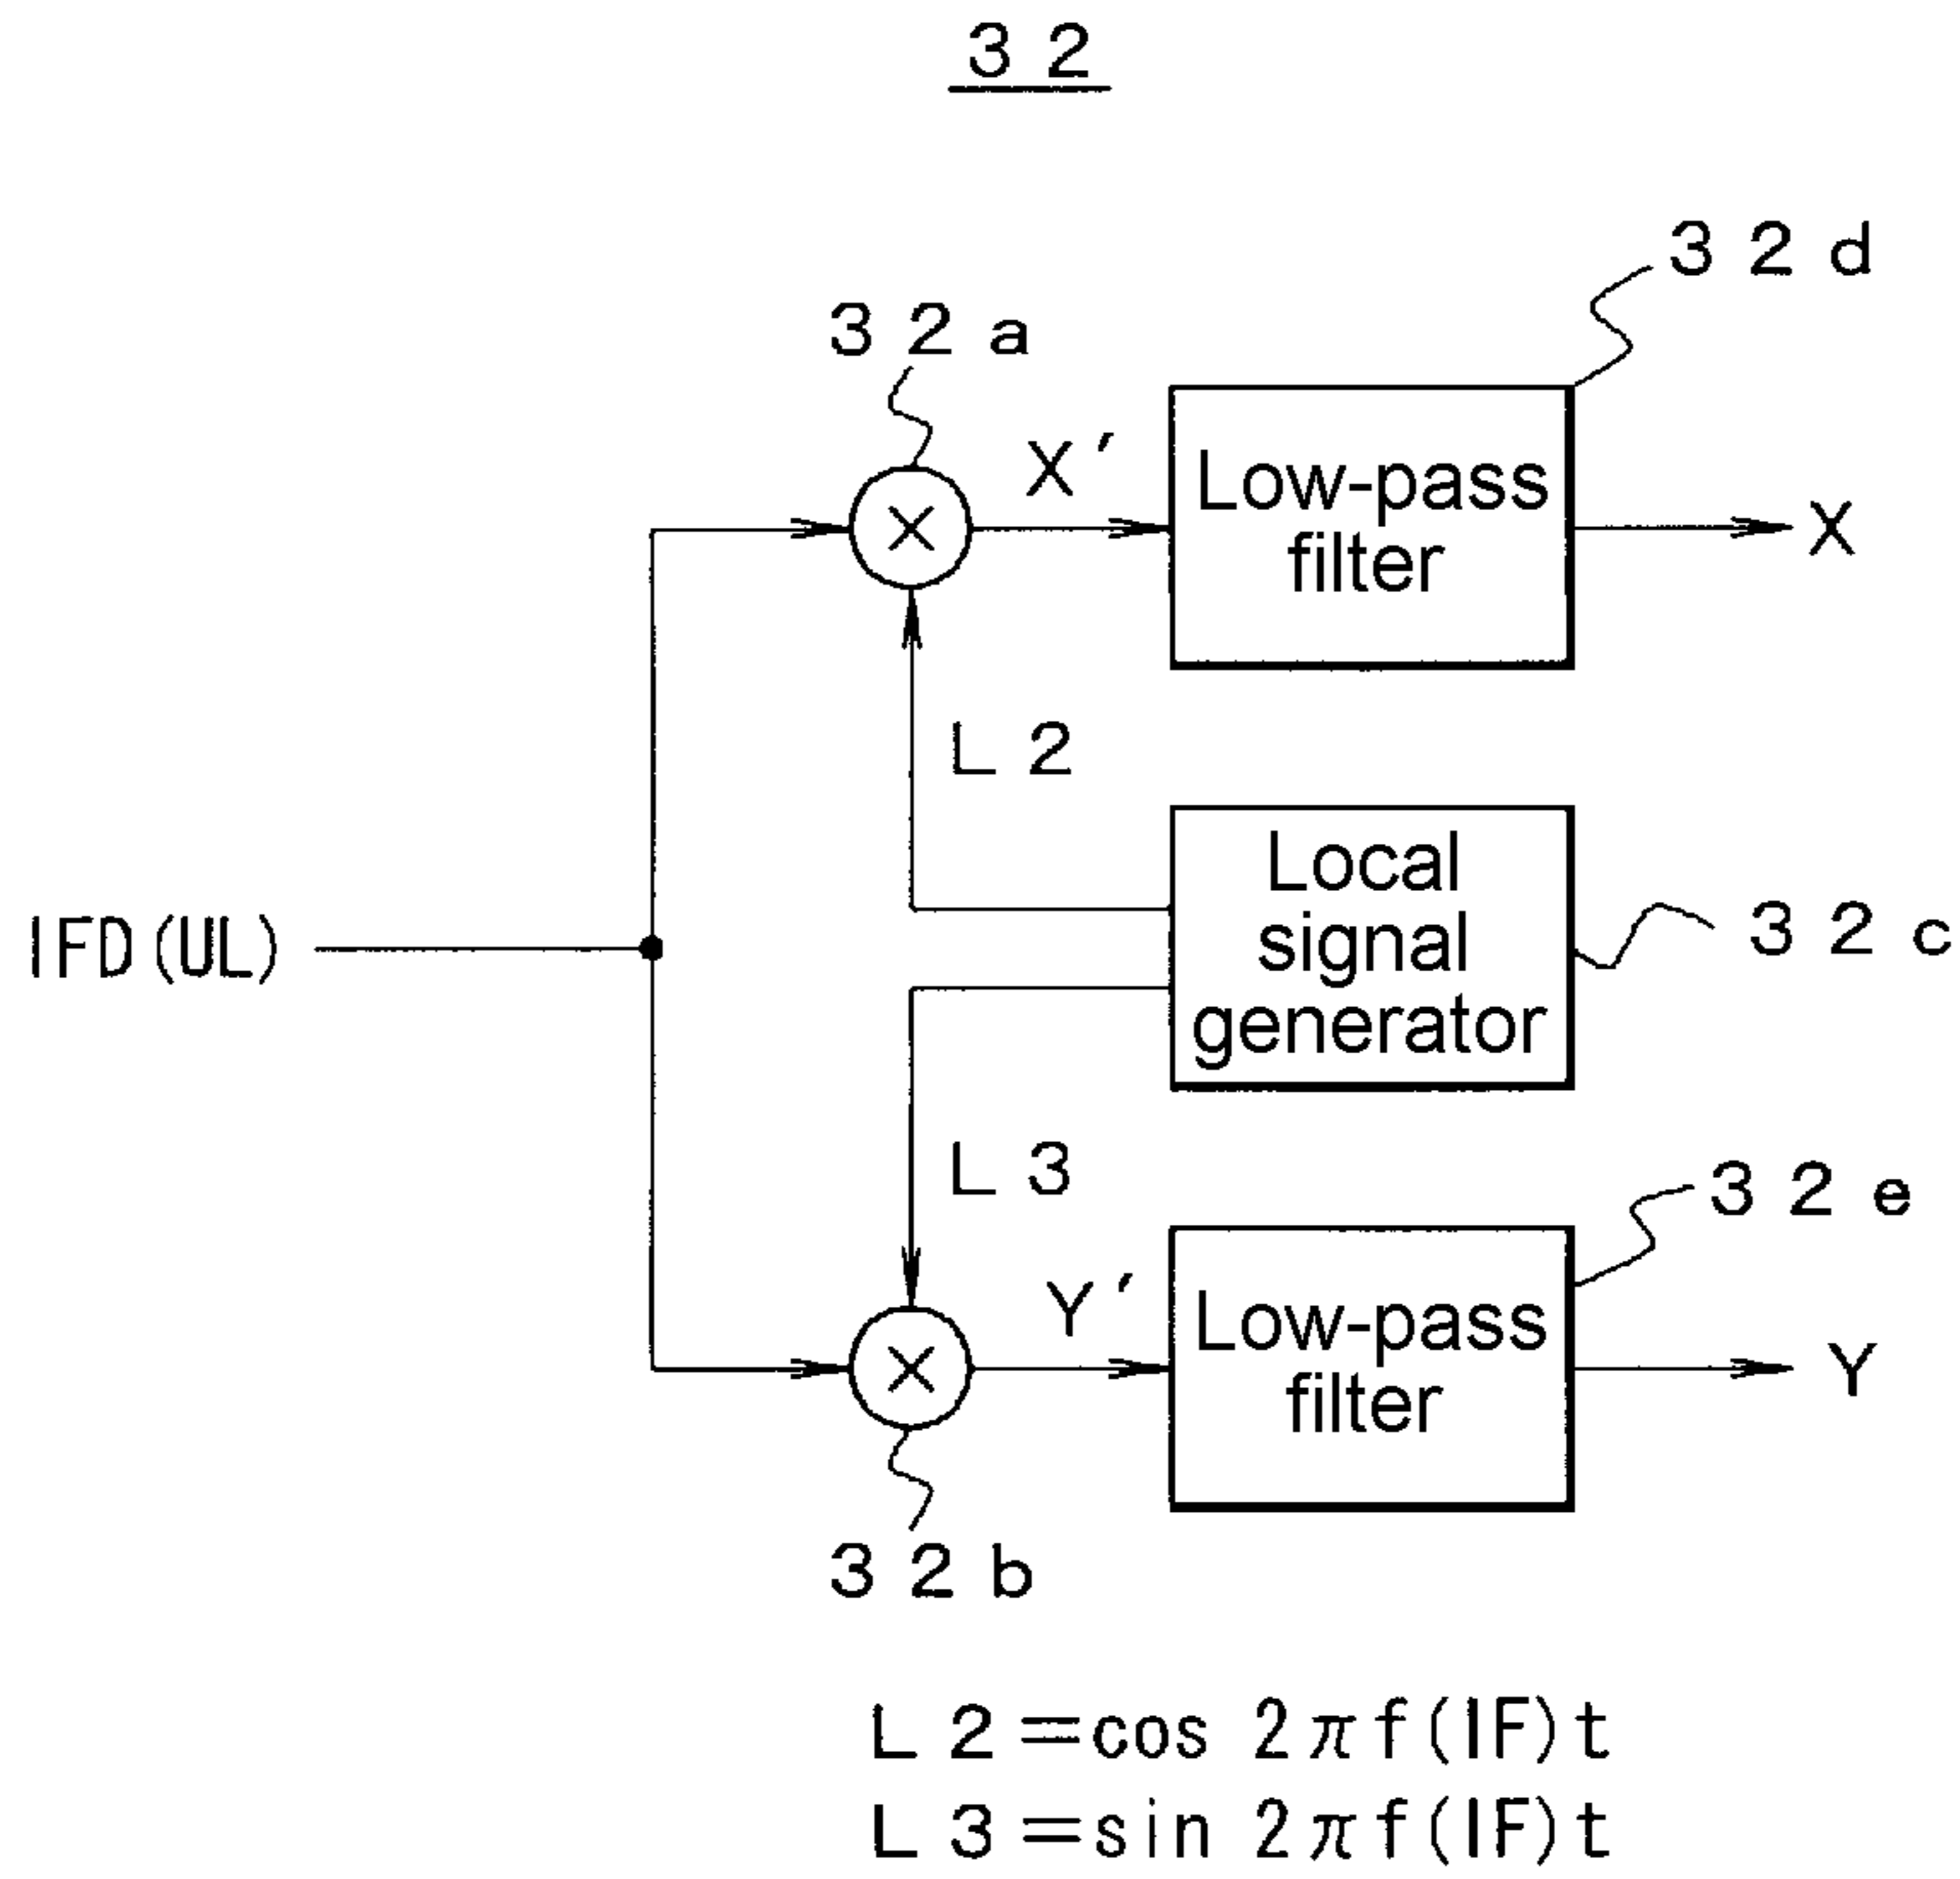 32
32d
32a
X'
Low-pass
filter
X
L2
Local
signal
generator
32c
IFD(UL)
L3
32e
Y'
Low-pass
filter
Y
32b
L2=cos 2πf(IF)t
L3=sin 2πf(IF)t